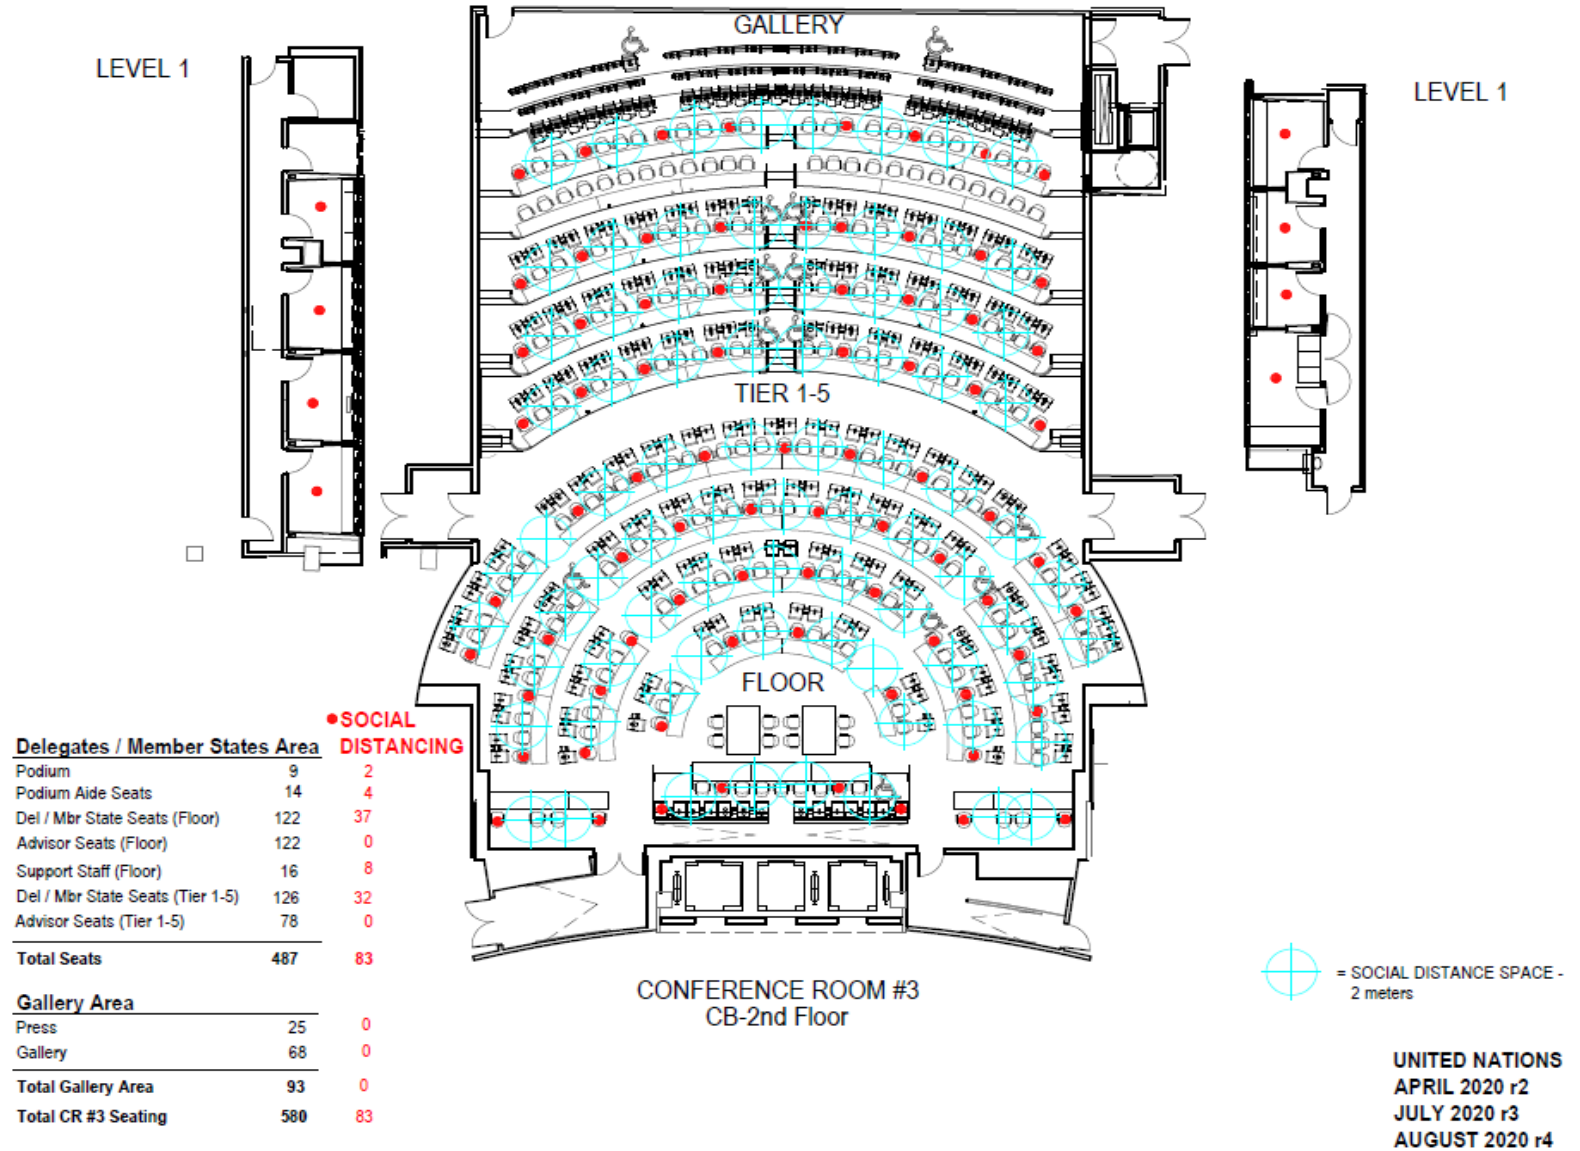 GALLERY
LEVEL 1
LEVEL 1
TIER 1-5
FLOOR
SOCIAL
DISTANCING
Delegates / Member States Area
Podium 9 2
Podium Aide Seats 14 4
Del / Mbr State Seats (Floor) 122 37
Advisor Seats (Floor) 122 0
Support Staff (Floor) 16 8
Del / Mbr State Seats (Tier 1-5) 126 32
Advisor Seats (Tier 1-5) 78 0
Total Seats 487 83
Gallery Area
Press 25 0
Gallery 68 0
Total Gallery Area 93 0
Total CR #3 Seating 580 83
CONFERENCE ROOM #3
CB-2nd Floor
= SOCIAL DISTANCE SPACE -
2 meters
UNITED NATIONS
APRIL 2020 r2
JULY 2020 r3
AUGUST 2020 r4